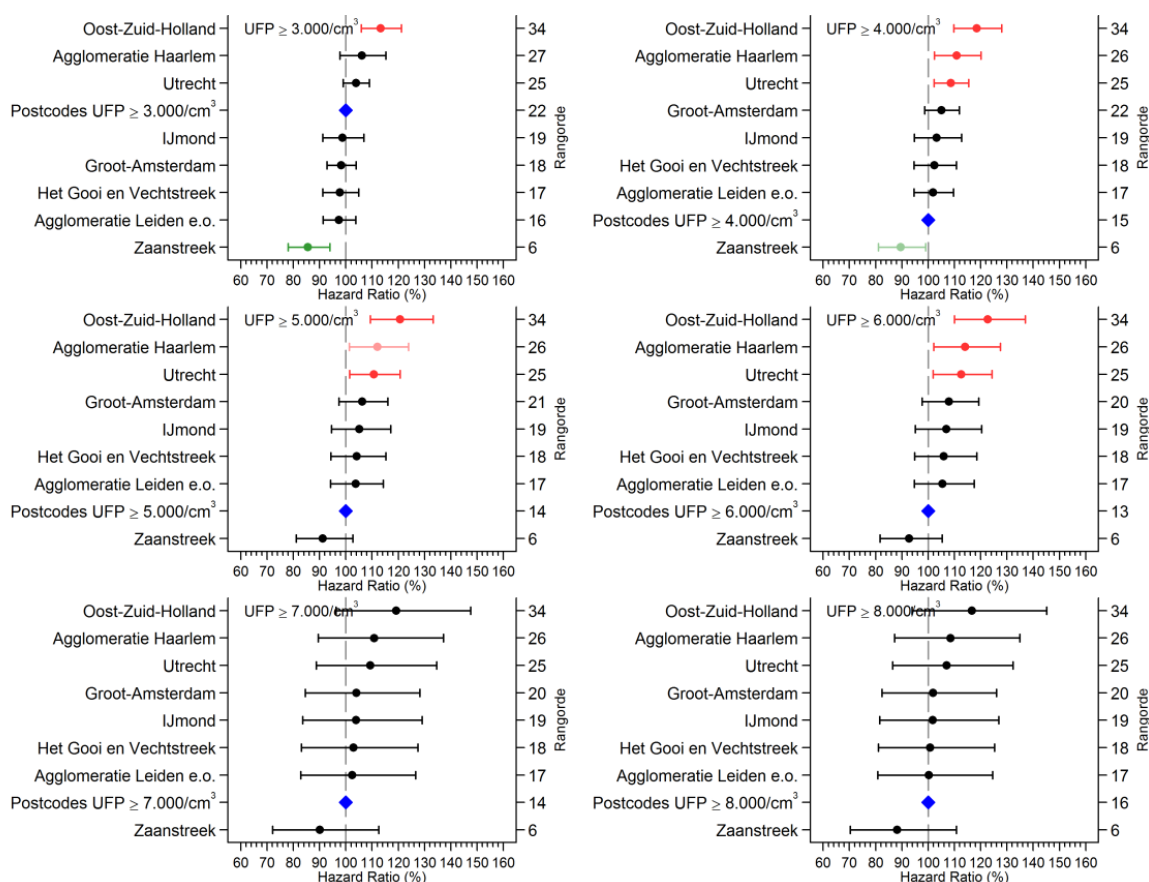 Oost-Zuid-Holland UFP ≥ 3.000/cm³ 34
Agglomeratie Haarlem 27
Utrecht 25
Postcodes UFP ≥ 3.000/cm³ 22
IJmond 19
Groot-Amsterdam 18
Het Gooi en Vechtstreek 17
Agglomeratie Leiden e.o. 16
Zaanstreek 6
Rangorde
60 70 80 90 100 110 120 130 140 150 160
Hazard Ratio (%)
Oost-Zuid-Holland UFP ≥ 4.000/cm³ 34
Agglomeratie Haarlem 26
Utrecht 25
Groot-Amsterdam 22
IJmond 19
Het Gooi en Vechtstreek 18
Agglomeratie Leiden e.o. 17
Postcodes UFP ≥ 4.000/cm³ 15
Zaanstreek 6
Rangorde
60 70 80 90 100 110 120 130 140 150 160
Hazard Ratio (%)
Oost-Zuid-Holland UFP ≥ 5.000/cm³ 34
Agglomeratie Haarlem 26
Utrecht 25
Groot-Amsterdam 21
IJmond 19
Het Gooi en Vechtstreek 18
Agglomeratie Leiden e.o. 17
Postcodes UFP ≥ 5.000/cm³ 14
Zaanstreek 6
Rangorde
60 70 80 90 100 110 120 130 140 150 160
Hazard Ratio (%)
Oost-Zuid-Holland UFP ≥ 6.000/cm³ 34
Agglomeratie Haarlem 26
Utrecht 25
Groot-Amsterdam 20
IJmond 19
Het Gooi en Vechtstreek 18
Agglomeratie Leiden e.o. 17
Postcodes UFP ≥ 6.000/cm³ 13
Zaanstreek 6
Rangorde
60 70 80 90 100 110 120 130 140 150 160
Hazard Ratio (%)
Oost-Zuid-Holland UFP ≥ 7.000/cm³ 34
Agglomeratie Haarlem 26
Utrecht 25
Groot-Amsterdam 20
IJmond 19
Het Gooi en Vechtstreek 18
Agglomeratie Leiden e.o. 17
Postcodes UFP ≥ 7.000/cm³ 14
Zaanstreek 6
Rangorde
60 70 80 90 100 110 120 130 140 150 160
Hazard Ratio (%)
Oost-Zuid-Holland UFP ≥ 8.000/cm³ 34
Agglomeratie Haarlem 26
Utrecht 25
Groot-Amsterdam 20
IJmond 19
Het Gooi en Vechtstreek 18
Agglomeratie Leiden e.o. 17
Postcodes UFP ≥ 8.000/cm³ 16
Zaanstreek 6
Rangorde
60 70 80 90 100 110 120 130 140 150 160
Hazard Ratio (%)